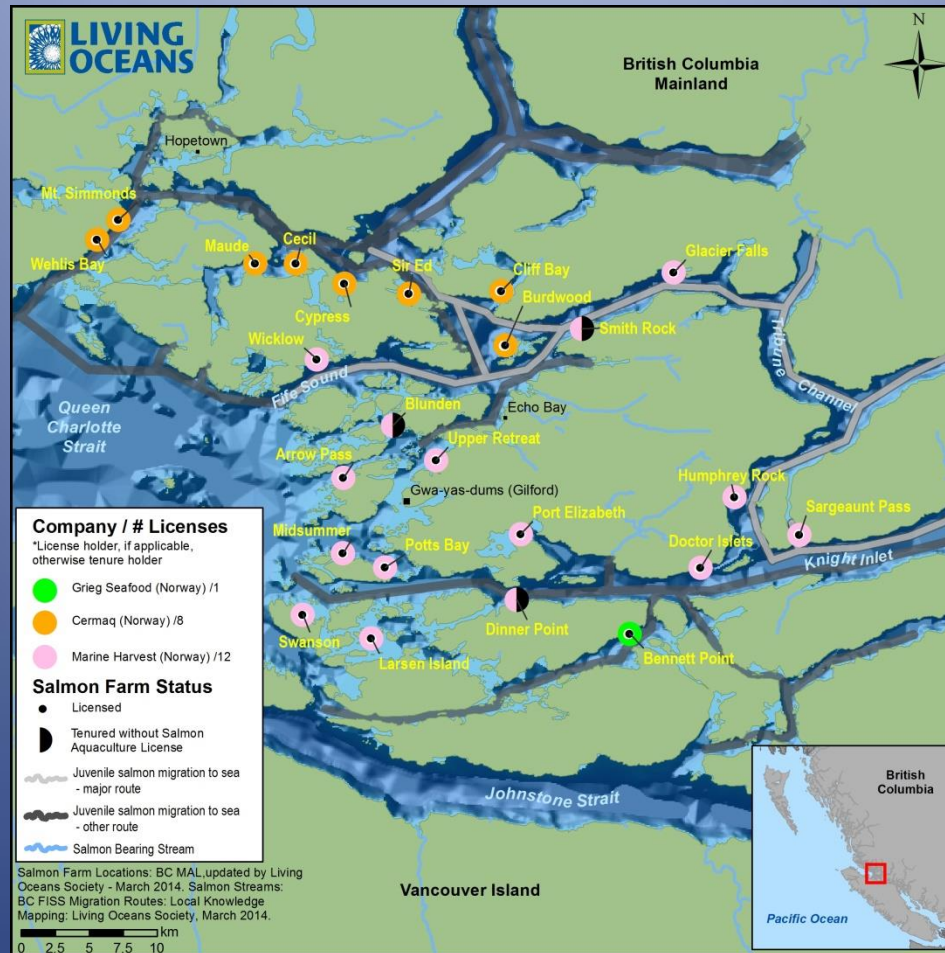 LIVING
OCEANS
British Columbia
Mainland
N
Hopetown
Mt. Simmonds
Wehlis Bay
Maude
Cecil
Cypress
Sir Ed
Cliff Bay
Burdwood
Glacier Falls
Smith Rock
Wicklow
Fife Sound
Tribune
Channel
Queen
Charlotte
Strait
Blunden
Echo Bay
Upper Retreat
Arrow Pass
Gwa-yas-dums (Gilford)
Humphrey Rock
Sargeaunt Pass
Port Elizabeth
Midsummer
Potts Bay
Doctor Islets
Knight Inlet
Swanson
Larsen Island
Dinner Point
Bennett Point
Johnstone Strait
Vancouver Island
Company / # Licenses
*License holder, if applicable,
otherwise tenure holder
Grieg Seafood (Norway) /1
Cermaq (Norway) /8
Marine Harvest (Norway) /12
Salmon Farm Status
Licensed
Tenured without Salmon
Aquaculture License
Juvenile salmon migration to sea
- major route
Juvenile salmon migration to sea
- other route
Salmon Bearing Stream
Salmon Farm Locations: BC MAL,updated by Living
Oceans Society - March 2014. Salmon Streams:
BC FISS Migration Routes: Local Knowledge
Mapping: Living Oceans Society, March 2014.
km
0 2.5 5 7.5 10
British
Columbia
Pacific Ocean